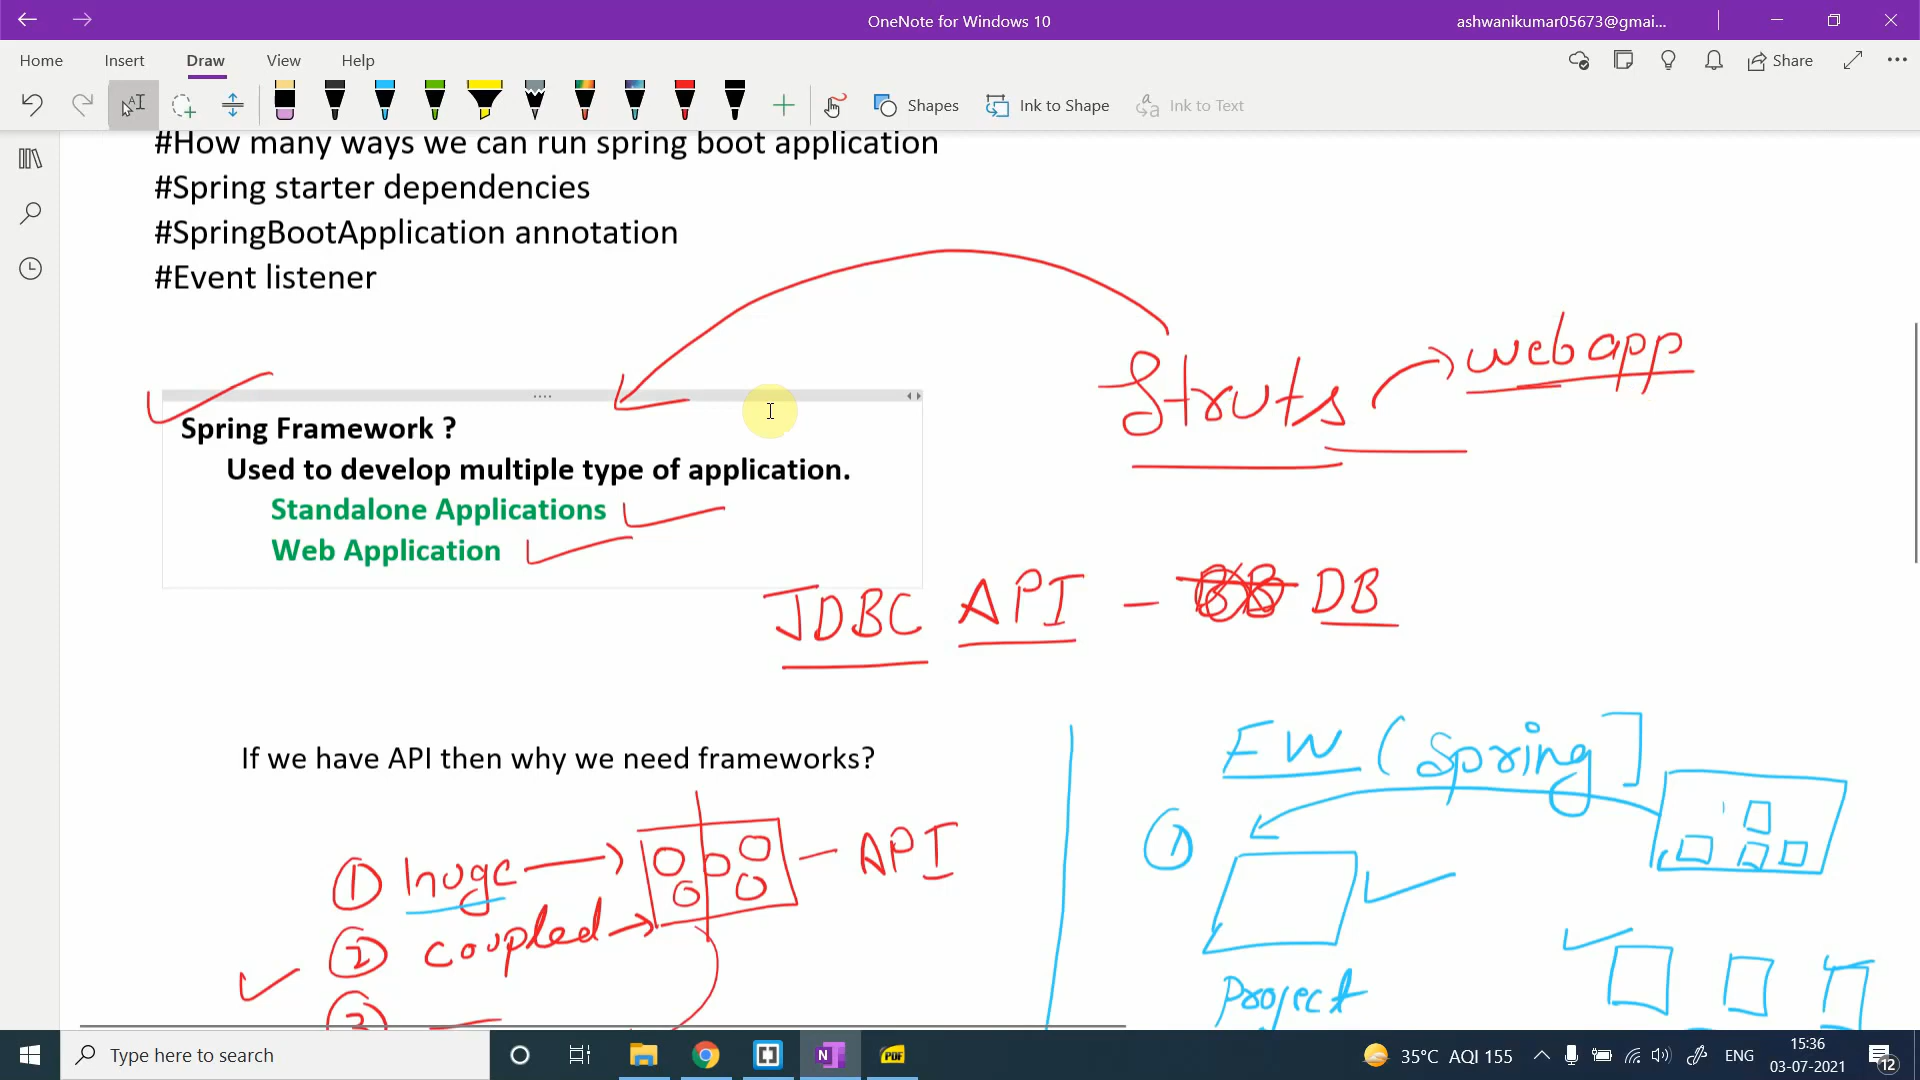 OneNote for Windows 10
ashwanikumar05673@gmai...
Home Insert Draw View Help
Share
Shapes Ink to Shape Ink to Text
#How many ways we can run spring boot application
#Spring starter dependencies
#SpringBootApplication annotation
#Event listener
Struts
webapp
Spring Framework ?
Used to develop multiple type of application.
Standalone Applications
Web Application
JDBC API - DB
If we have API then why we need frameworks?
FW (Spring]
① huge
API
①
② coupled
③
Project
Type here to search
PDF
35°C AQI 155
ENG
15:36
03-07-2021
12